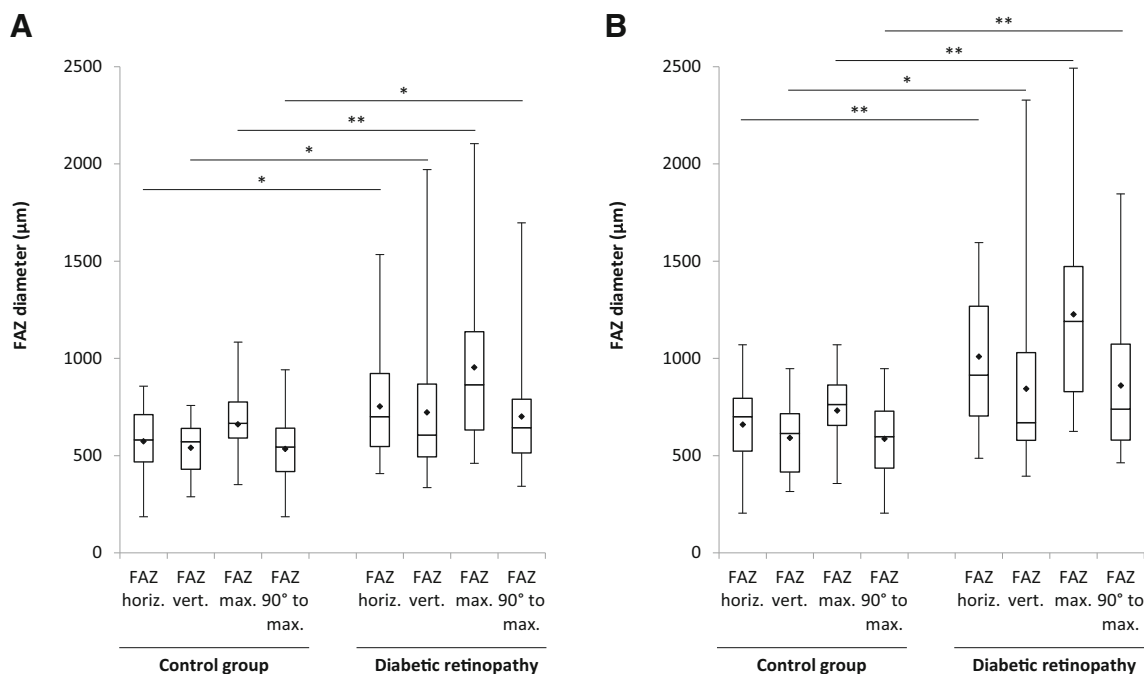 A
FAZ diameter (µm)
2500
2000
1500
1000
500
0
*
**
*
*
FAZ horiz.
FAZ vert.
FAZ max.
FAZ 90° to max.
FAZ horiz.
FAZ vert.
FAZ max.
FAZ 90° to max.
Control group
Diabetic retinopathy
B
FAZ diameter (µm)
2500
2000
1500
1000
500
0
**
**
*
**
FAZ horiz.
FAZ vert.
FAZ max.
FAZ 90° to max.
FAZ horiz.
FAZ vert.
FAZ max.
FAZ 90° to max.
Control group
Diabetic retinopathy